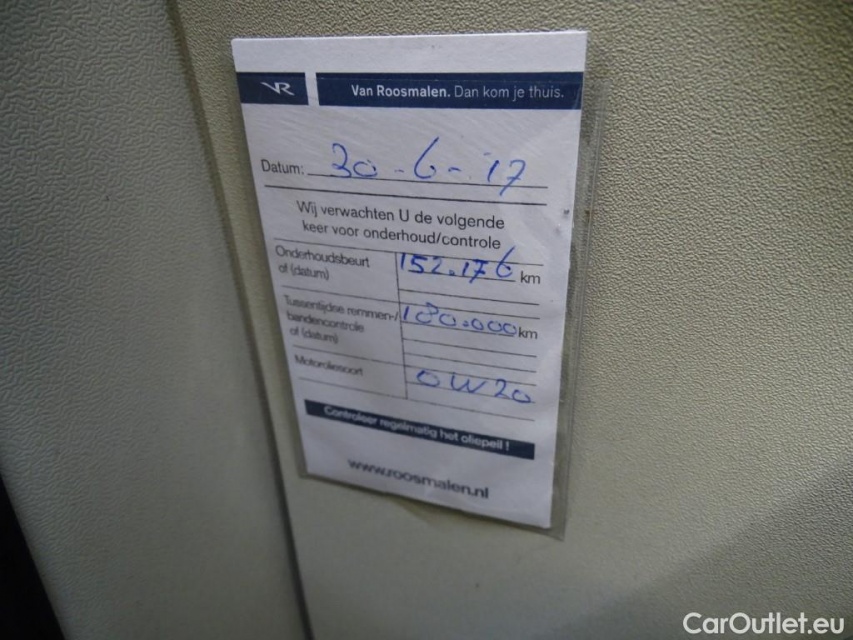 VR Van Roosmalen. Dan kom je thuis.
Datum: 30-6-17
Wij verwachten U de volgende
keer voor onderhoud/controle
Onderhoudsbeurt 152.176 km
of (datum)
Tussentijdse remmen-/ 180.000 km
bandencontrole
of (datum)
Motoroliesoort 0W20
Controleer regelmatig het oliepeil !
www.roosmalen.nl
CarOutlet.eu